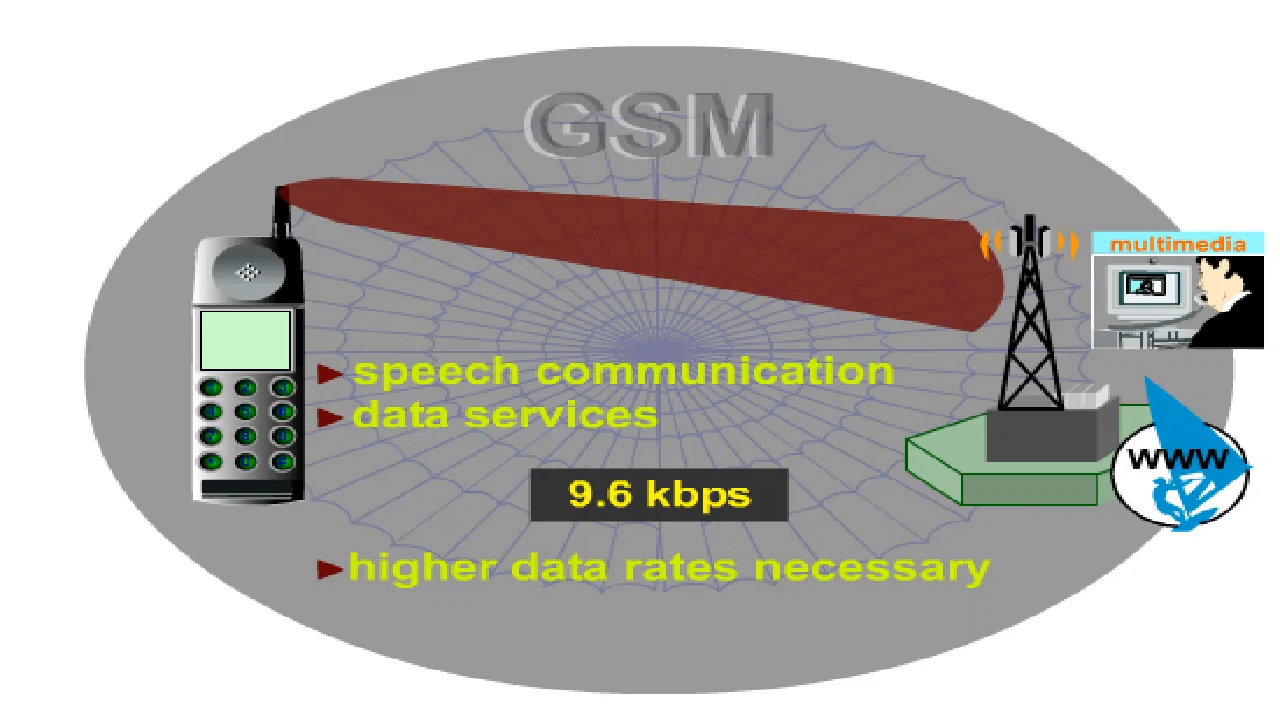 GSM
multimedia
speech communication
data services
www
9.6 kbps
higher data rates necessary